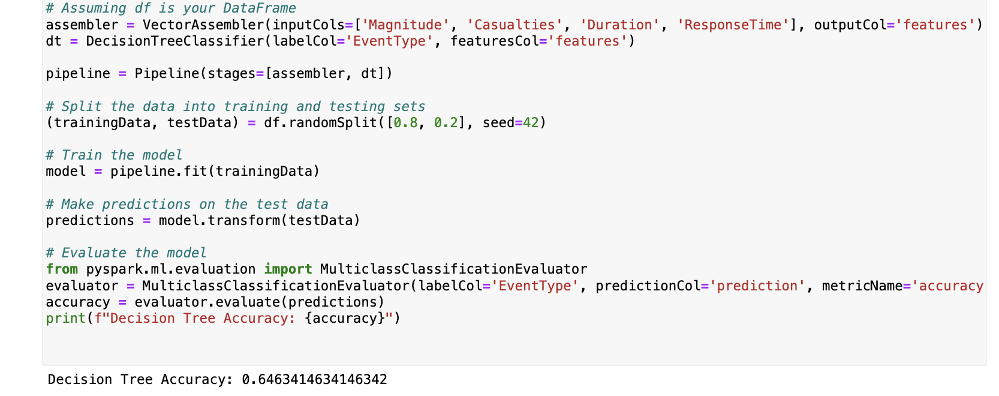 # Assuming df is your DataFrame
assembler = VectorAssembler(inputCols=['Magnitude', 'Casualties', 'Duration', 'ResponseTime'], outputCol='features')
dt = DecisionTreeClassifier(labelCol='EventType', featuresCol='features')
pipeline = Pipeline(stages=[assembler, dt])
# Split the data into training and testing sets
(trainingData, testData) = df.randomSplit([0.8, 0.2], seed=42)
# Train the model
model = pipeline.fit(trainingData)
# Make predictions on the test data
predictions = model.transform(testData)
# Evaluate the model
from pyspark.ml.evaluation import MulticlassClassificationEvaluator
evaluator = MulticlassClassificationEvaluator(labelCol='EventType', predictionCol='prediction', metricName='accuracy
accuracy = evaluator.evaluate(predictions)
print(f"Decision Tree Accuracy: {accuracy}")
Decision Tree Accuracy: 0.6463414634146342